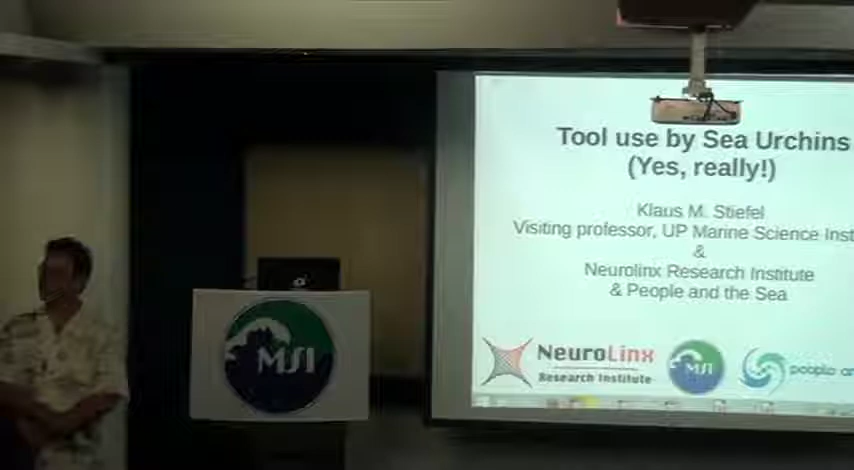 Tool use by Sea Urchins
(Yes, really!)
Klaus M. Stiefel
Visiting professor, UP Marine Science Inst
&
Neurolinx Research Institute
& People and the Sea
NeuroLinx
Research Institute
MSI
people
MSI